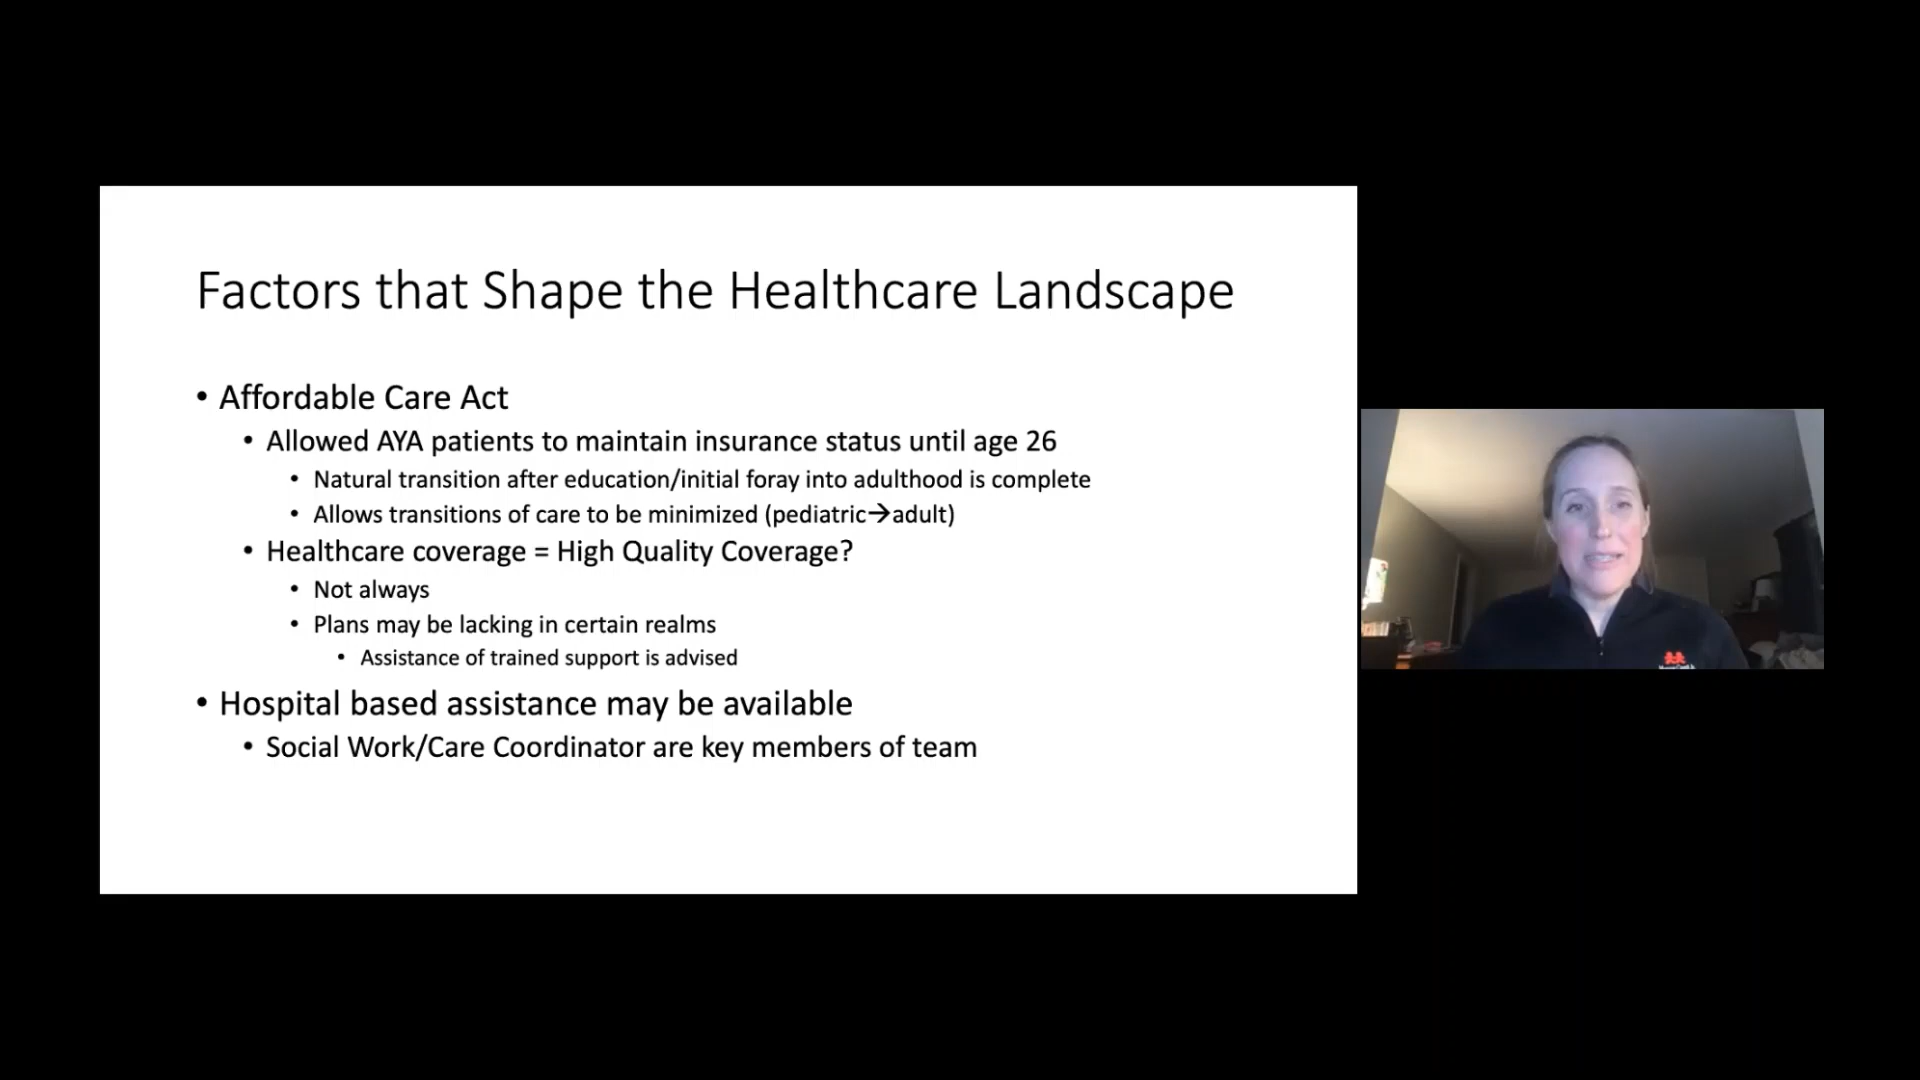 Factors that Shape the Healthcare Landscape
• Affordable Care Act
• Allowed AYA patients to maintain insurance status until age 26
• Natural transition after education/initial foray into adulthood is complete
• Allows transitions of care to be minimized (pediatric→adult)
• Healthcare coverage = High Quality Coverage?
• Not always
• Plans may be lacking in certain realms
• Assistance of trained support is advised
• Hospital based assistance may be available
• Social Work/Care Coordinator are key members of team